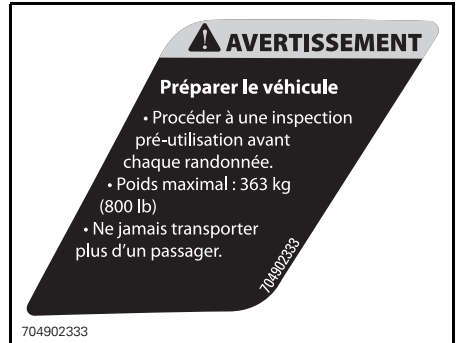 AVERTISSEMENT
Préparer le véhicule
• Procéder à une inspection
pré-utilisation avant
chaque randonnée.
• Poids maximal : 363 kg
(800 lb)
• Ne jamais transporter
plus d'un passager.
704902333
704902333